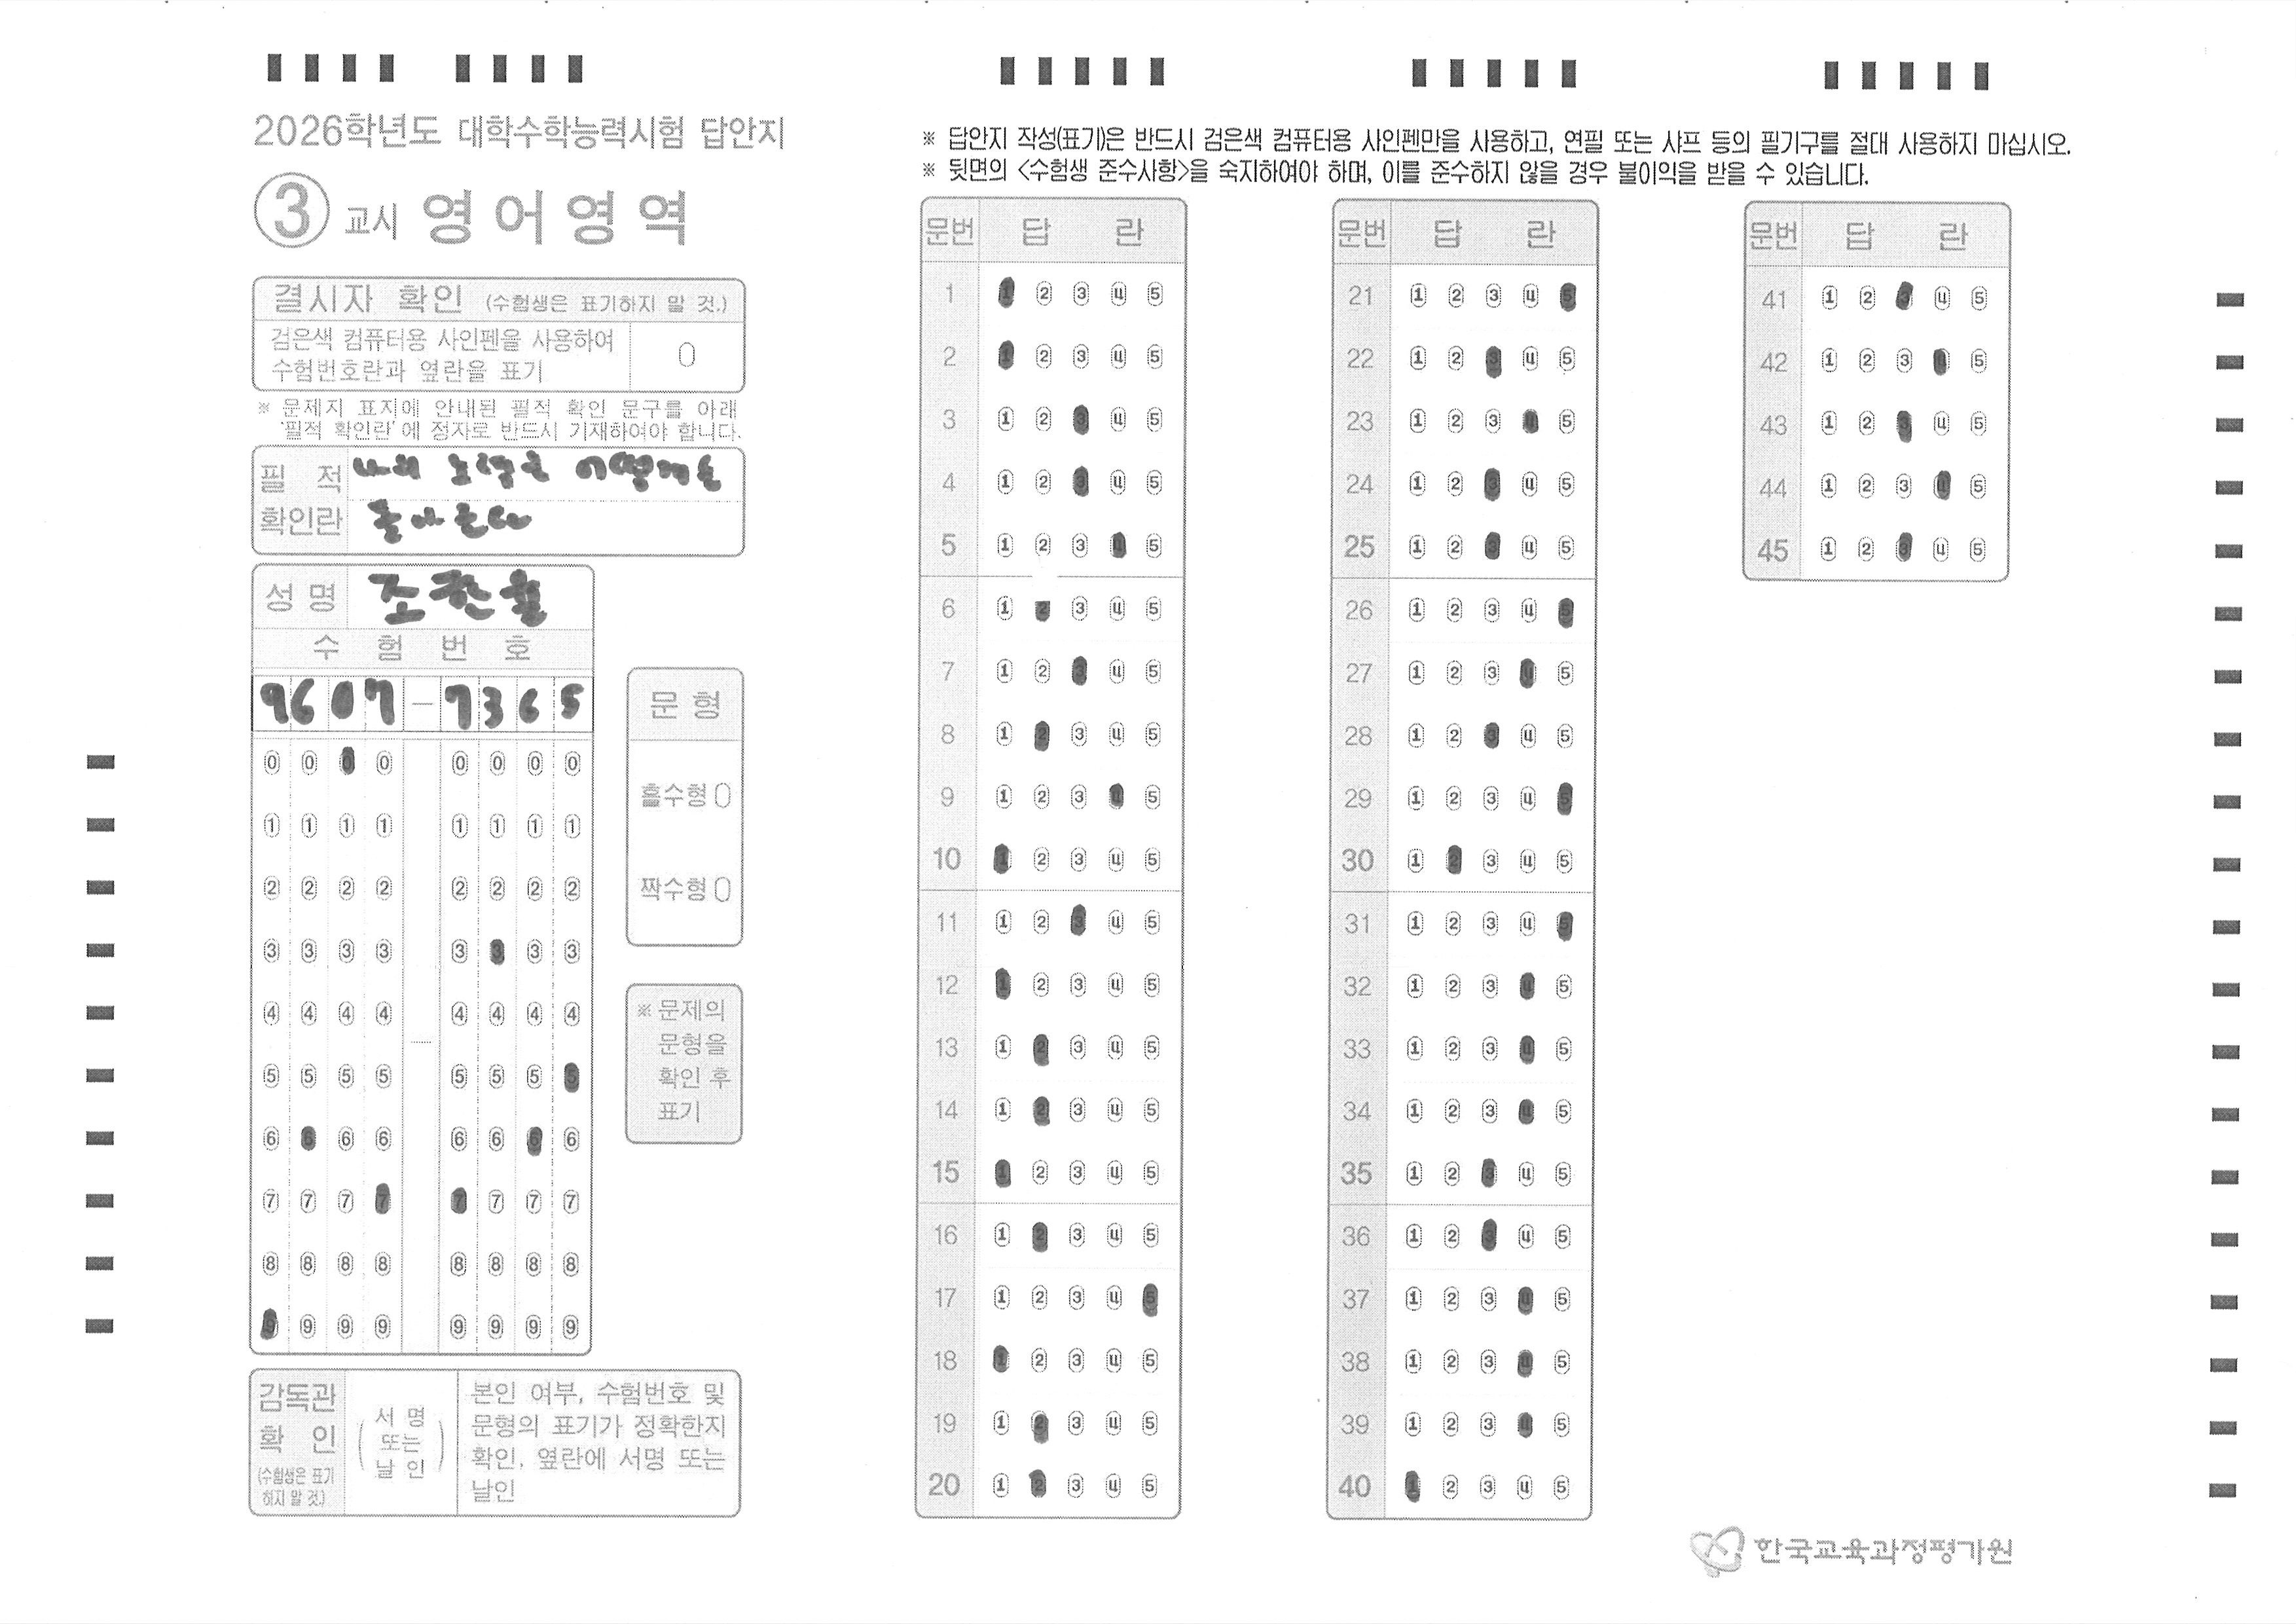 2026학년도 대학수학능력시험 답안지
③ 교시 영어영역
결시자 확인 (수험생은 표기하지 말 것.)
검은색 컴퓨터용 사인펜을 사용하여
수험번호란과 옆란을 표기
0
※ 문제지 표지에 안내된 필적 확인 문구를 아래
'필적 확인란'에 정자로 반드시 기재하여야 합니다.
필 적
확인란
성명
수 험 번 호
9607-7365
0 0 0 0 0 0 0
1 1 1 1 1 1 1 1
2 2 2 2 2 2 2 2
3 3 3 3 3 3 3 3
4 4 4 4 4 4 4 4
5 5 5 5 5 5 5 5
6 6 6 6 6 6 6 6
7 7 7 7 7 7 7 7
8 8 8 8 8 8 8 8
9 9 9 9 9 9 9 9
문 형
홀수형 0
짝수형 0
※ 문제의
문형을
확인 후
표기
감독관
확 인
(수험생은 표기
하지 말 것.)
(서명
또는
날인)
본인 여부, 수험번호 및
문형의 표기가 정확한지
확인, 옆란에 서명 또는
날인
※ 답안지 작성(표기)은 반드시 검은색 컴퓨터용 사인펜만을 사용하고, 연필 또는 샤프 등의 필기구를 절대 사용하지 마십시오.
※ 뒷면의 <수험생 준수사항>을 숙지하여야 하며, 이를 준수하지 않을 경우 불이익을 받을 수 있습니다.
문번 답 란
1 1 2 3 4 5
2 1 2 3 4 5
3 1 2 3 4 5
4 1 2 3 4 5
5 1 2 3 4 5
6 1 2 3 4 5
7 1 2 3 4 5
8 1 2 3 4 5
9 1 2 3 4 5
10 1 2 3 4 5
11 1 2 3 4 5
12 1 2 3 4 5
13 1 2 3 4 5
14 1 2 3 4 5
15 1 2 3 4 5
16 1 2 3 4 5
17 1 2 3 4 5
18 1 2 3 4 5
19 1 2 3 4 5
20 1 2 3 4 5
문번 답 란
21 1 2 3 4 5
22 1 2 3 4 5
23 1 2 3 4 5
24 1 2 3 4 5
25 1 2 3 4 5
26 1 2 3 4 5
27 1 2 3 4 5
28 1 2 3 4 5
29 1 2 3 4 5
30 1 2 3 4 5
31 1 2 3 4 5
32 1 2 3 4 5
33 1 2 3 4 5
34 1 2 3 4 5
35 1 2 3 4 5
36 1 2 3 4 5
37 1 2 3 4 5
38 1 2 3 4 5
39 1 2 3 4 5
40 1 2 3 4 5
문번 답 란
41 1 2 3 4 5
42 1 2 3 4 5
43 1 2 3 4 5
44 1 2 3 4 5
45 1 2 3 4 5
한국교육과정평가원